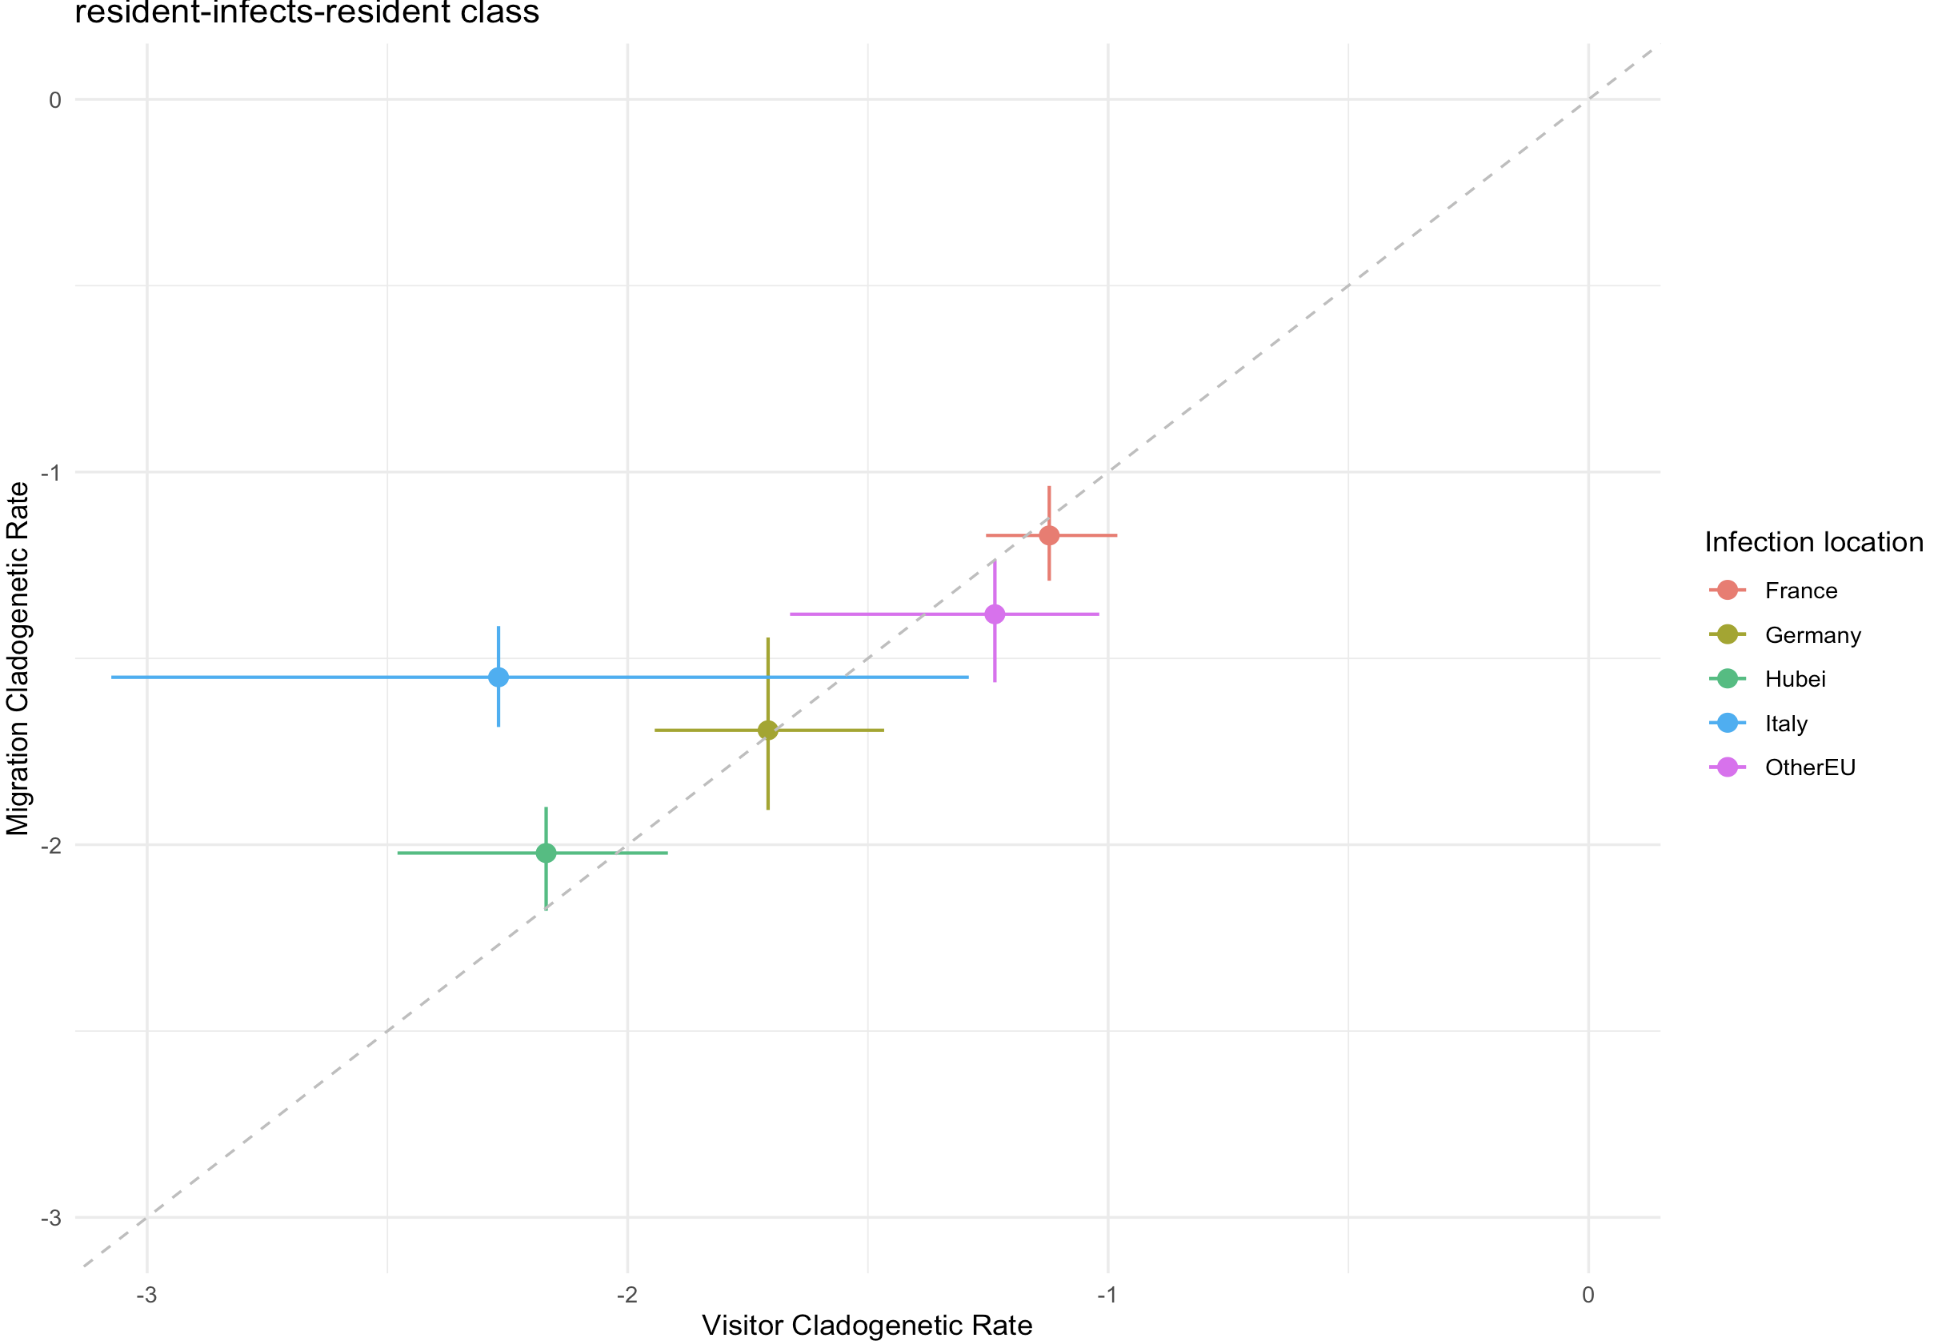 resident-infects-resident class
0
-1
-2
-3
Migration Cladogenetic Rate
-3
-2
-1
0
Visitor Cladogenetic Rate
Infection location
France
Germany
Hubei
Italy
OtherEU